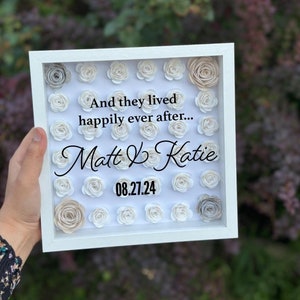 And they lived
happily ever after...
Matt & Katie
08.27.24